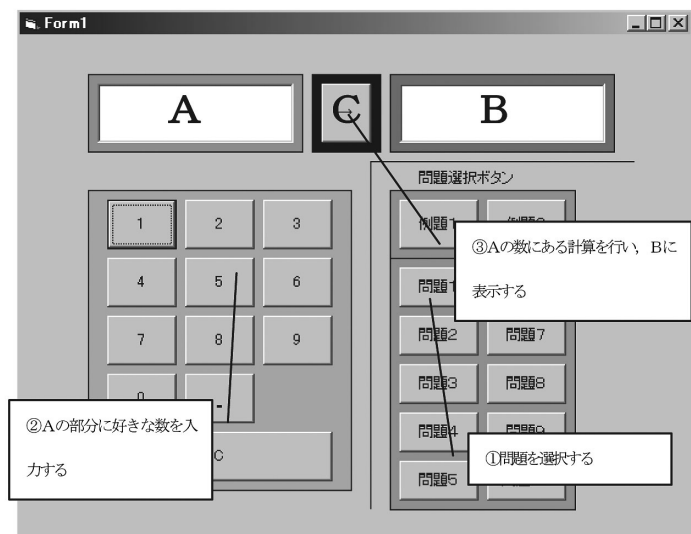 Form1
A
C
B
問題選択ボタン
1
2
3
例題1
③Aの数にある計算を行い，Bに
表示する
4
5
6
問題1
7
8
9
問題2
問題7
0
-
問題3
問題8
②Aの部分に好きな数を入
力する
C
問題4
問題9
①問題を選択する
問題5